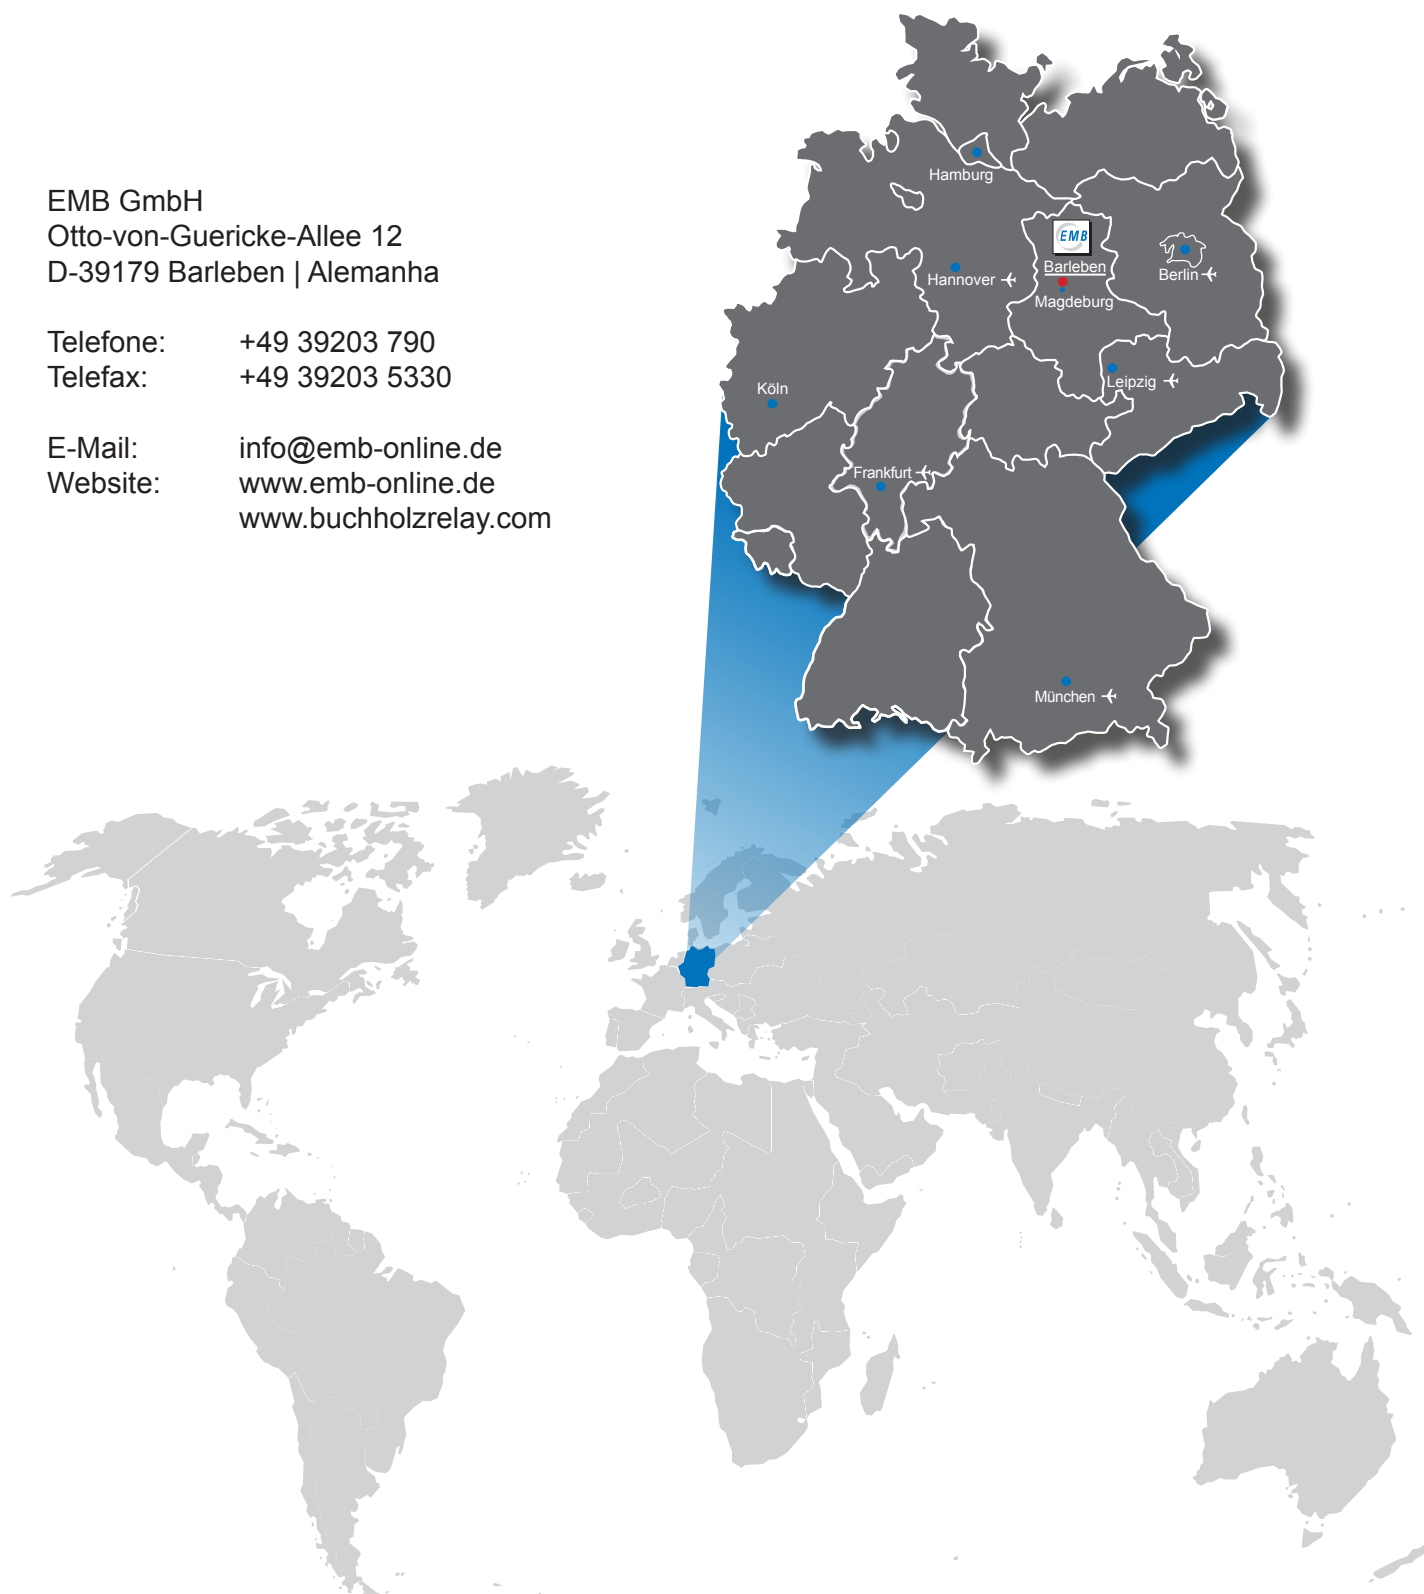 EMB GmbH
Otto-von-Guericke-Allee 12
D-39179 Barleben | Alemanha
Telefone: +49 39203 790
Telefax: +49 39203 5330
E-Mail: info@emb-online.de
Website: www.emb-online.de
www.buchholzrelay.com
Hamburg
EMB
Barleben
Hannover
Berlin
Magdeburg
Leipzig
Köln
Frankfurt
München